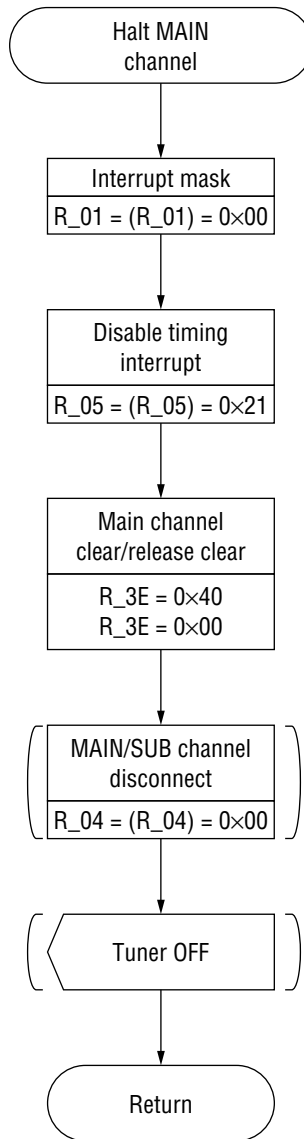 Halt MAIN
channel
Interrupt mask
R_01 = (R_01) = 0×00
Disable timing
interrupt
R_05 = (R_05) = 0×21
Main channel
clear/release clear
R_3E = 0×40
R_3E = 0×00
MAIN/SUB channel
disconnect
R_04 = (R_04) = 0×00
Tuner OFF
Return